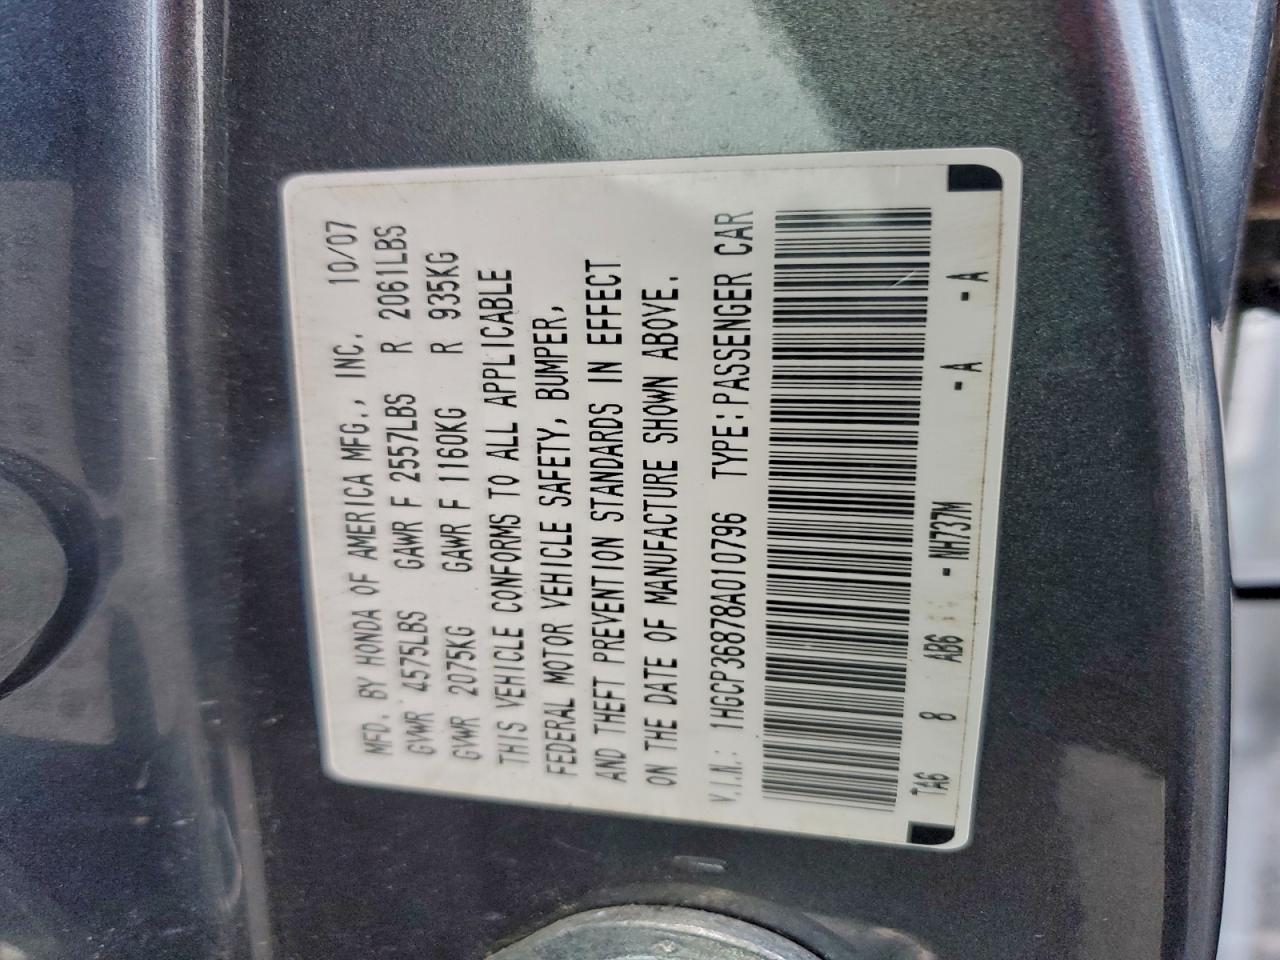 MFD. BY HONDA OF AMERICA MFG., INC. 10/07
GVWR 4575LBS GAWR F 2557LBS R 2061LBS
GVWR 2075KG GAWR F 1160KG R 935KG
THIS VEHICLE CONFORMS TO ALL APPLICABLE
FEDERAL MOTOR VEHICLE SAFETY, BUMPER,
AND THEFT PREVENTION STANDARDS IN EFFECT
ON THE DATE OF MANUFACTURE SHOWN ABOVE.
V.I.N.: 1HGCP36878A010796 TYPE:PASSENGER CAR
TA6 8 AB6 -NH737M -A -A